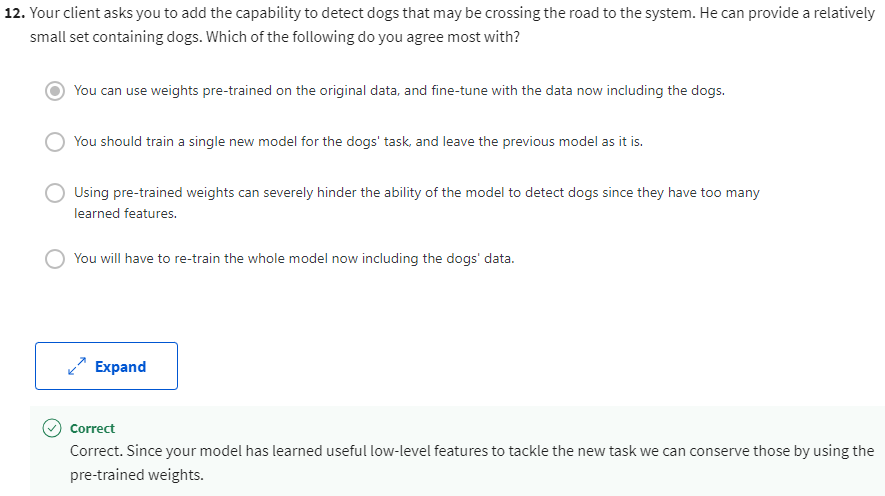 12. Your client asks you to add the capability to detect dogs that may be crossing the road to the system. He can provide a relatively
small set containing dogs. Which of the following do you agree most with?
You can use weights pre-trained on the original data, and fine-tune with the data now including the dogs.
You should train a single new model for the dogs' task, and leave the previous model as it is.
Using pre-trained weights can severely hinder the ability of the model to detect dogs since they have too many
learned features.
You will have to re-train the whole model now including the dogs' data.
Expand
Correct
Correct. Since your model has learned useful low-level features to tackle the new task we can conserve those by using the
pre-trained weights.